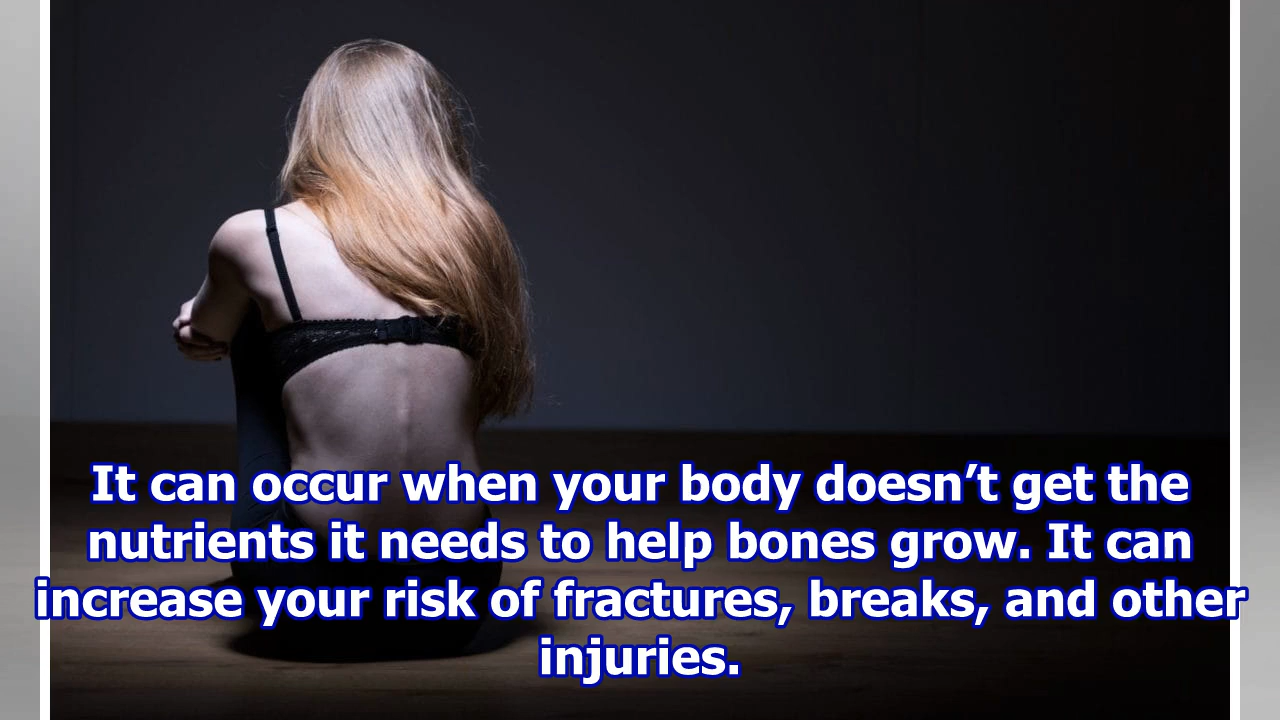 It can occur when your body doesn’t get the
nutrients it needs to help bones grow. It can
increase your risk of fractures, breaks, and other
injuries.